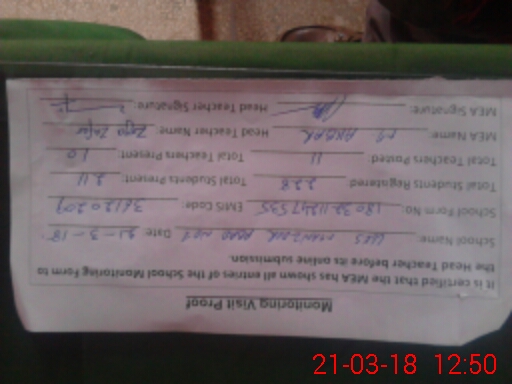 Monitoring Visit Proof
It is certified that the MEA has shown all entries of the School Monitoring Form to
the Head Teacher before its online submission.
School Name: Date: 21-3-18
School Form No: EMIS Code:
Total Students Registered 228 Total Students Present: 211
Total Teachers Posted 11 Total Teachers Present: 10
MEA Name: M AKBAR Head Teacher Name:
MEA Signature: Head Teacher Signature:
21-03-18 12:50